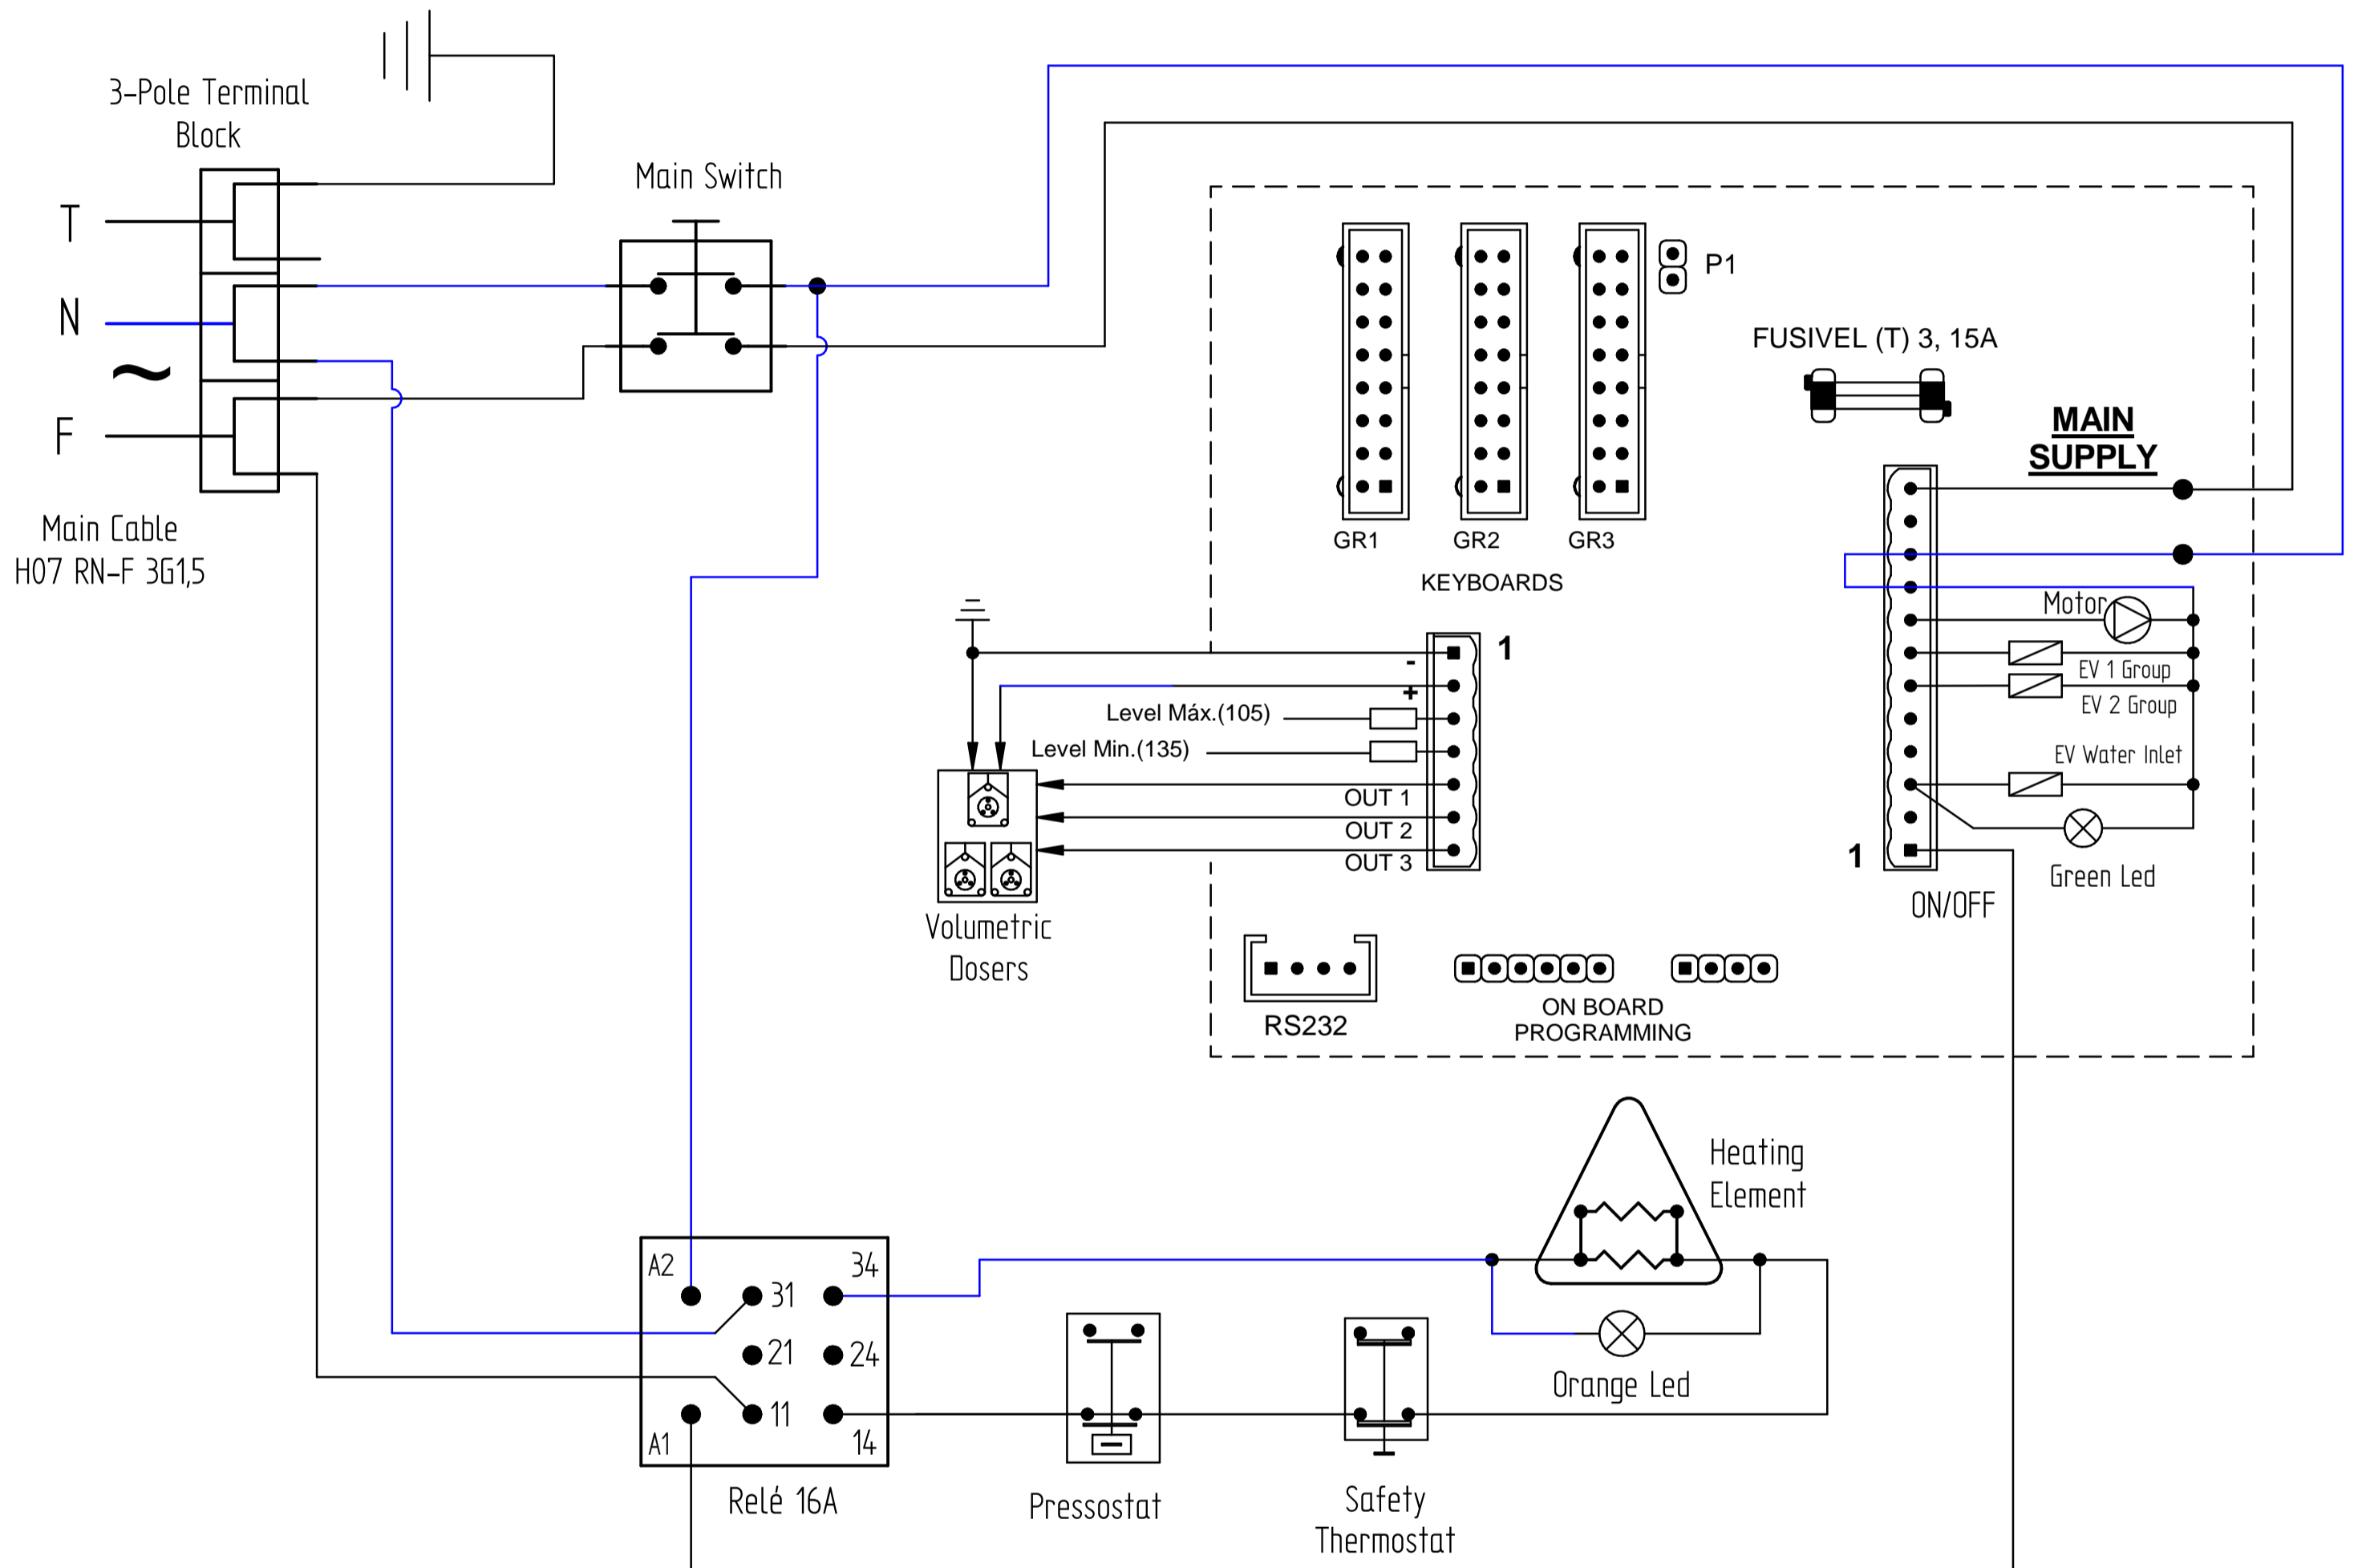 3-Pole Terminal
Block
T
N
~
F
Main Cable
H07 RN-F 3G1,5
Main Switch
P1
FUSIVEL (T) 3, 15A
MAIN
SUPPLY
GR1
GR2
GR3
KEYBOARDS
1
-
+
Level Máx.(105)
Level Min.(135)
OUT 1
OUT 2
OUT 3
Volumetric
Dosers
Motor
EV 1 Group
EV 2 Group
EV Water Inlet
Green Led
1
ON/OFF
RS232
ON BOARD
PROGRAMMING
Heating
Element
Orange Led
A2
31
34
21
24
11
A1
14
Relé 16A
Pressostat
Safety
Thermostat